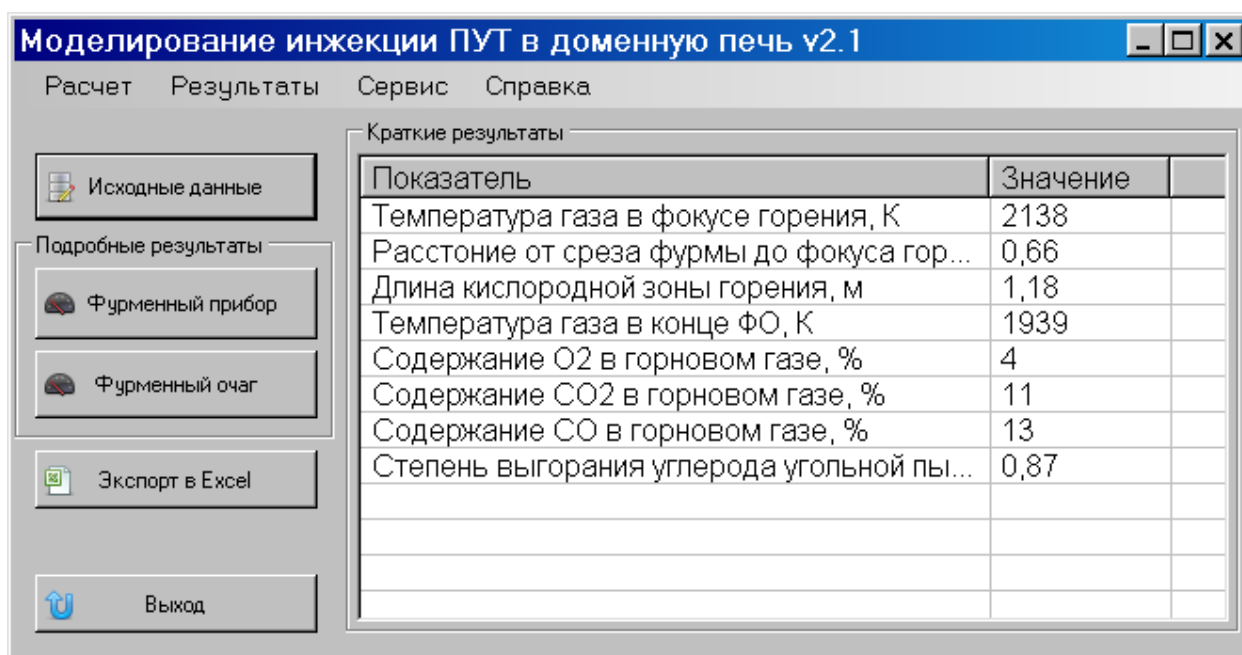 Моделирование инжекции ПУТ в доменную печь v2.1
Расчет Результаты Сервис Справка
Исходные данные
Подробные результаты
Фурменный прибор
Фурменный очаг
Экспорт в Excel
Выход
Краткие результаты
Показатель Значение
Температура газа в фокусе горения, К 2138
Расстоние от среза фурмы до фокуса гор... 0,66
Длина кислородной зоны горения, м 1,18
Температура газа в конце ФО, К 1939
Содержание О2 в горновом газе, % 4
Содержание СО2 в горновом газе, % 11
Содержание СО в горновом газе, % 13
Степень выгорания углерода угольной пы... 0,87